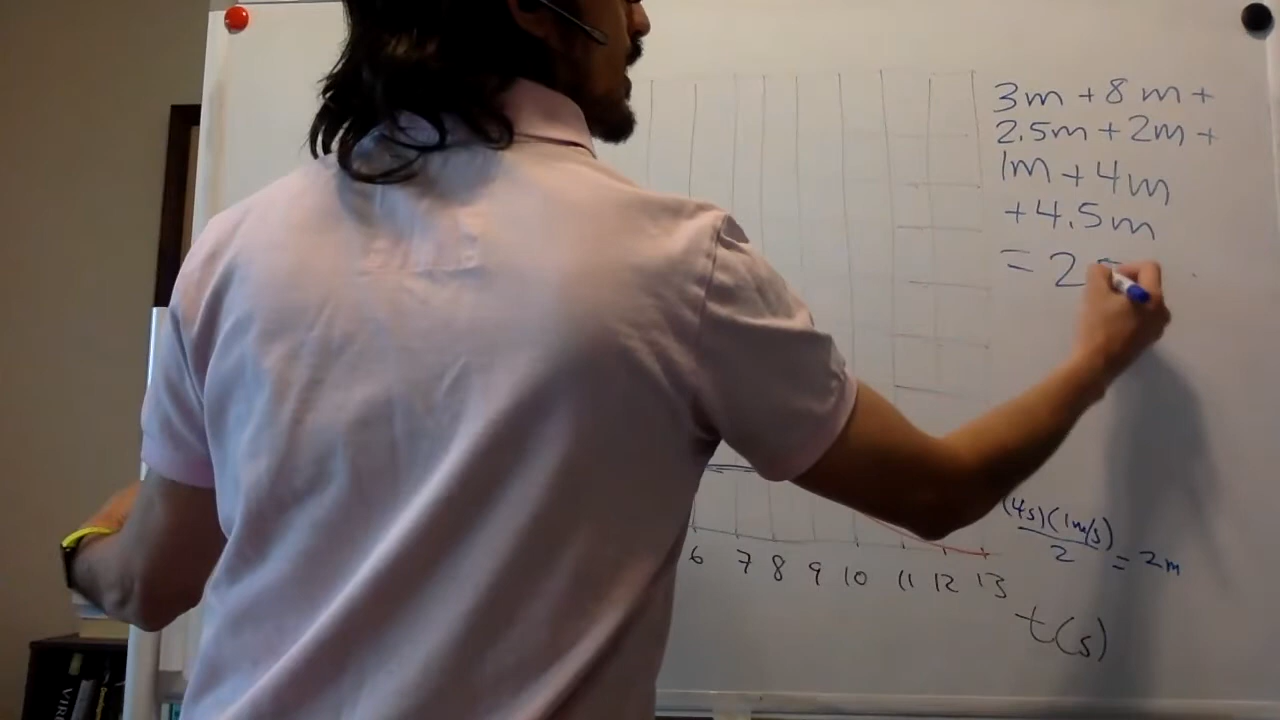 3m + 8m +
2.5m + 2m +
1m + 4m
+ 4.5m
= 2
(4s)(1m/s)
2
= 2m
6 7 8 9 10 11 12 13
t(s)